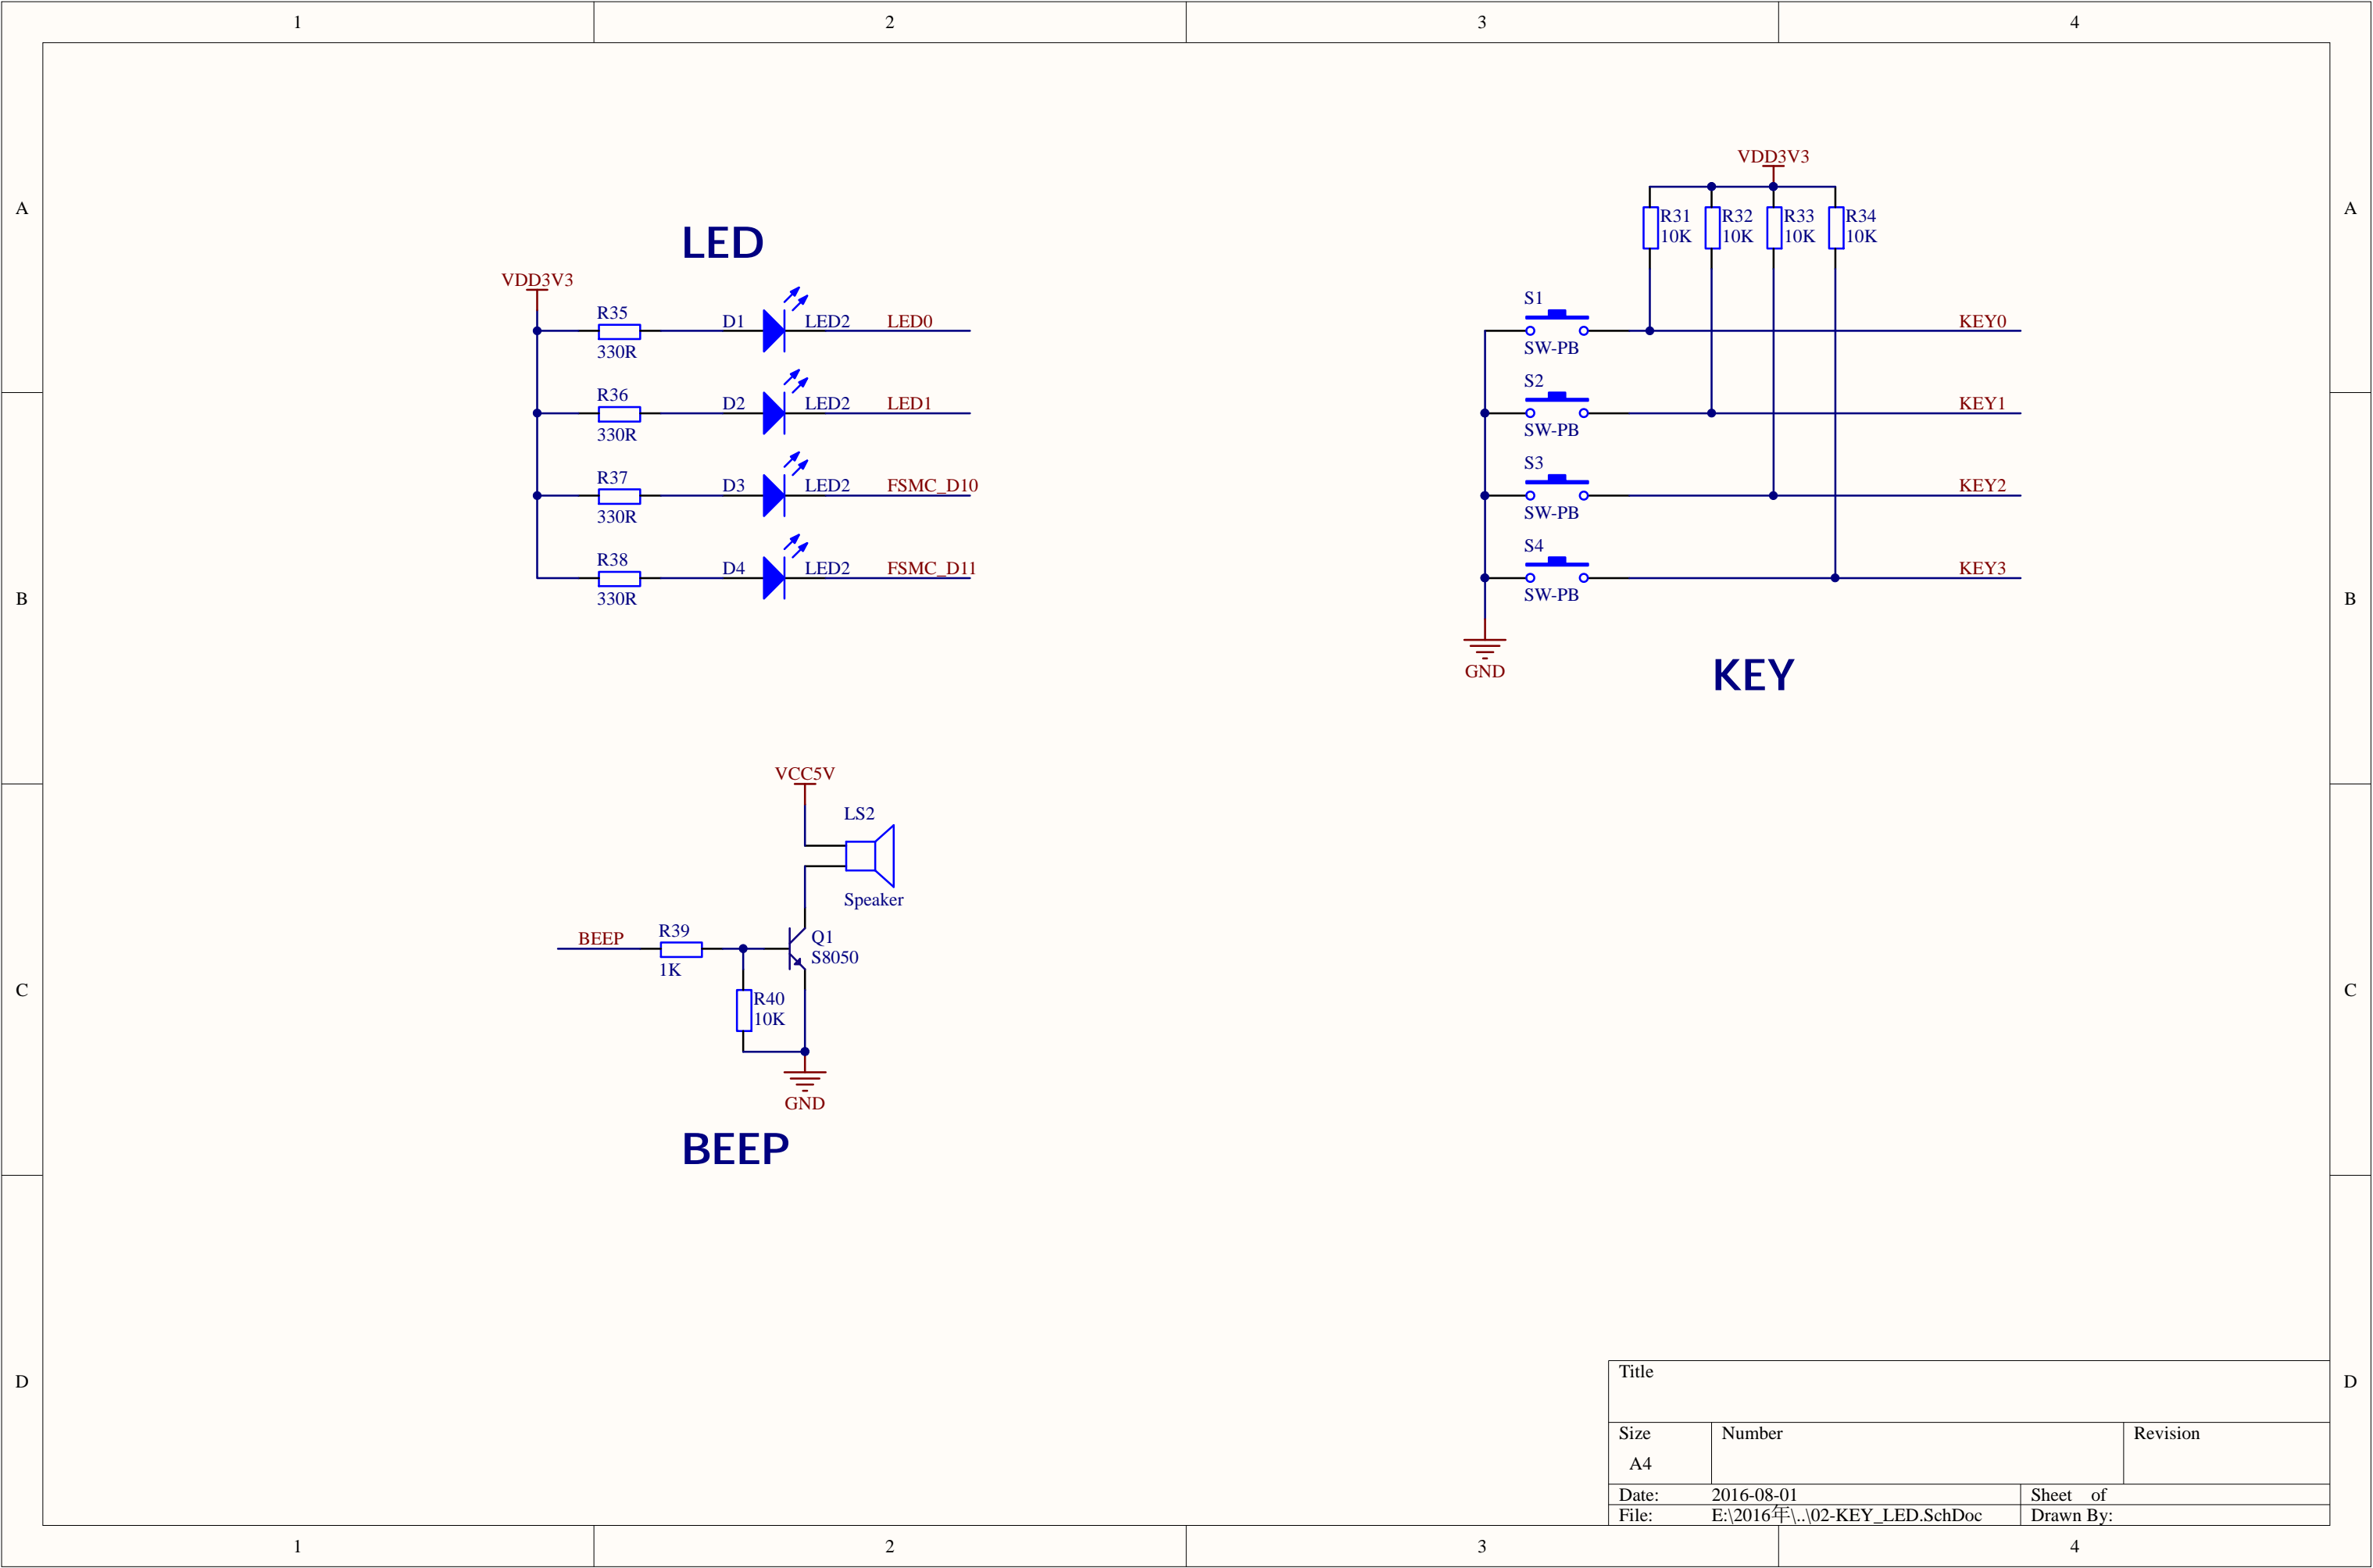 1 2 3 4
A A
B B
C C
D D
LED
VDD3V3
R35
330R
D1 LED2 LED0
R36
330R
D2 LED2 LED1
R37
330R
D3 LED2 FSMC_D10
R38
330R
D4 LED2 FSMC_D11
VDD3V3
R31 R32 R33 R34
10K 10K 10K 10K
S1
SW-PB
KEY0
S2
SW-PB
KEY1
S3
SW-PB
KEY2
S4
SW-PB
KEY3
GND
KEY
VCC5V
LS2
Speaker
BEEP
R39
1K
Q1
S8050
R40
10K
GND
BEEP
Title
Size Number Revision
A4
Date: 2016-08-01 Sheet of
File: E:\2016年\..\02-KEY_LED.SchDoc Drawn By:
1 2 3 4